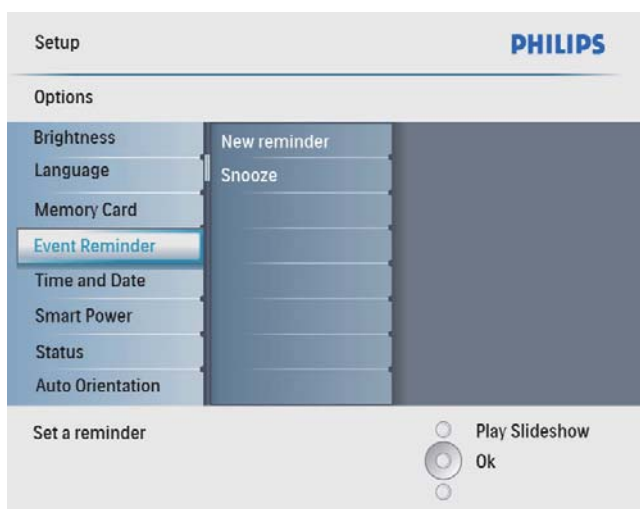 Setup
PHILIPS
Options
Brightness
Language
Memory Card
Event Reminder
Time and Date
Smart Power
Status
Auto Orientation
New reminder
Snooze
Set a reminder
Play Slideshow
Ok